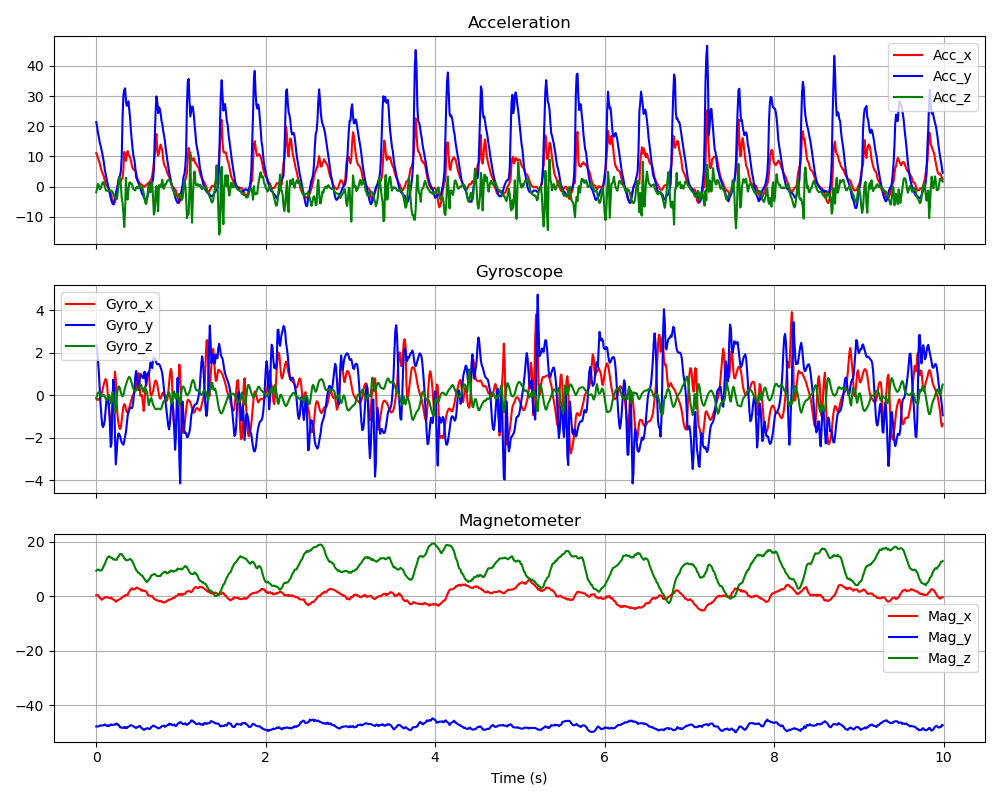 Acceleration
40
30
20
10
0
−10
Acc_x
Acc_y
Acc_z
Gyroscope
4
2
0
−2
−4
Gyro_x
Gyro_y
Gyro_z
Magnetometer
20
0
−20
−40
Mag_x
Mag_y
Mag_z
0 2 4 6 8 10
Time (s)